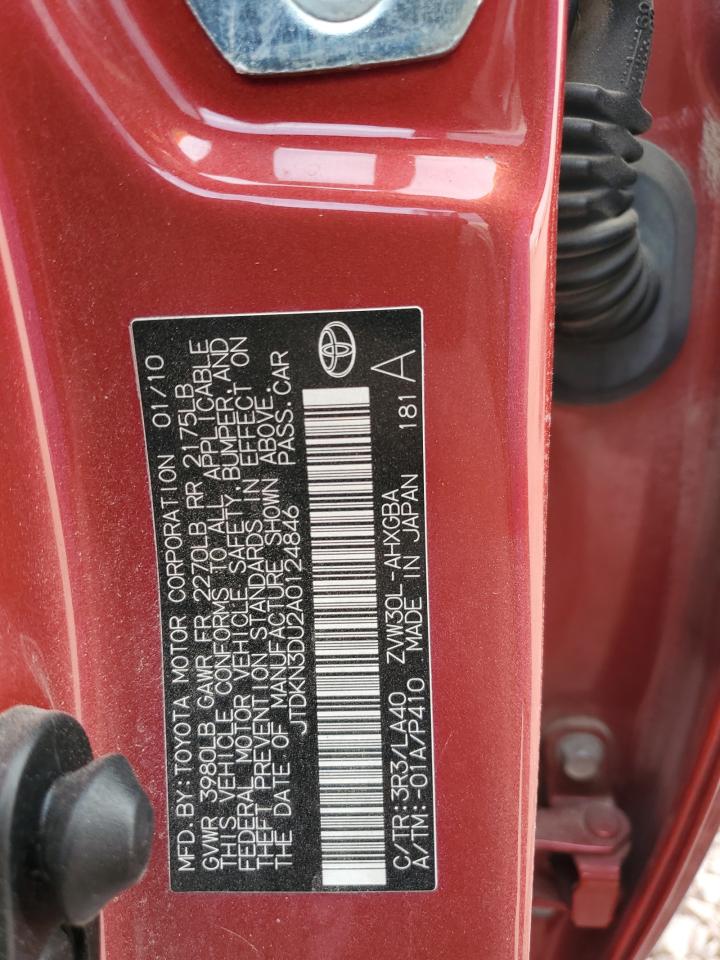 MFD. BY: TOYOTA MOTOR CORPORATION 01/10
GVWR 3980LB GAWR FR 2270LB RR 2175LB
THIS VEHICLE CONFORMS TO ALL APPLICABLE
FEDERAL MOTOR VEHICLE SAFETY, BUMPER, AND
THEFT PREVENTION STANDARDS IN EFFECT ON
THE DATE OF MANUFACTURE SHOWN ABOVE.
JTDKN3DU2A0124846 PASS. CAR
C/TR: 3R3/LA40 ZVW30L-AHXGBA
A/TM: -01A/P410 MADE IN JAPAN 181 A